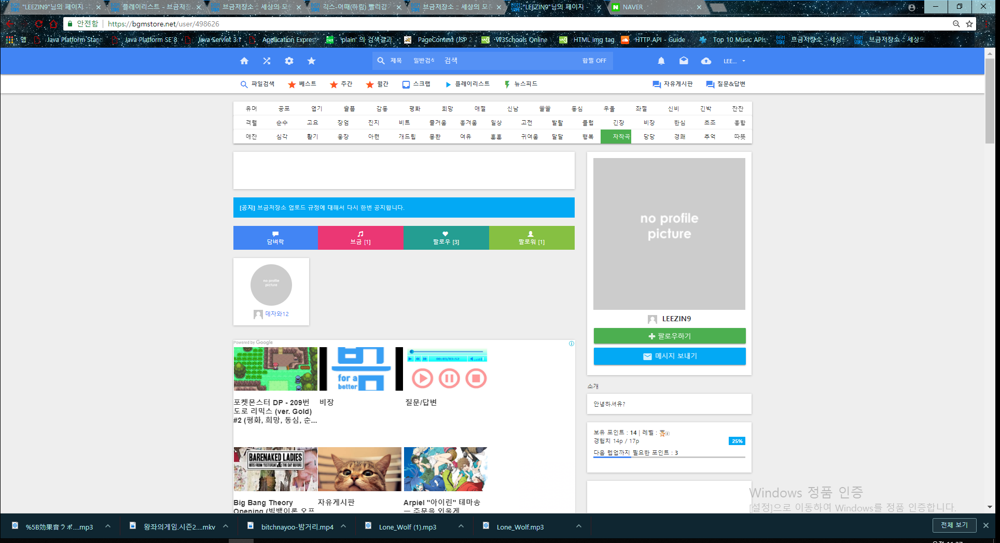 "LEEZIN9"님의 페이지
플레이리스트 - 브금저장
브금저장소 :: 세상의 모든
긱스-어때(하림) 빨리감
브금저장소 :: 세상의 모든
"LEEZIN9"님의 페이지
NAVER
안전함 https://bgmstore.net/user/498626
앱
Java Platform Stand
Java Platform SE 8
Java Servlet 3.1
Application Expres
'plain' 의 검색결과
PageContext (JSP 2
W3Schools Online
HTML img tag
HTTP API - Guide
Top 10 Music APIs
브금저장소 :: 세상으
브금저장소 :: 세상으
제목 일반검색 검색 합필 OFF LEE...
파일검색 베스트 주간 월간 스크랩 플레이리스트 뉴스피드 자유게시판 질문&답변
유머 공포 엽기 슬픔 감동 평화 희망 애절 신남 쓸쓸 동심 우울 좌절 신비 긴박 잔잔
격렬 순수 고요 장엄 진지 비트 즐거움 흥겨움 일상 고전 발랄 클럽 긴장 비장 한심 초조 홍합
애잔 심각 활기 웅장 아련 개드립 몽환 여유 훈훈 귀여움 달달 행복 자작곡 당당 경쾌 추억 따뜻
[공지] 브금저장소 업로드 규정에 대해서 다시 한번 공지합니다.
담벼락
브금 [1]
팔로우 [3]
팔로워 [1]
no profile
picture
데자와12
no profile
picture
LEEZIN9
팔로우하기
메시지 보내기
소개
안녕하셔유?
보유 포인트 : 14 | 레벨 :
경험치 14p / 17p
25%
다음 렙업까지 필요한 포인트 : 3
Powered by Google
for a
better
00:03/03:52
포켓몬스터 DP - 209번
도로 리믹스 (ver. Gold)
#2 (평화, 희망, 동심, 순...
비장
질문/답변
BARENAKED LADIES
HITS FROM YESTERDAY & THE DAY BEFORE
Big Bang Theory
Opening (빅뱅이론 오프
자유게시판
Arpiel "아이린" 테마송
ㅡ 주문을 외울게
Windows 정품 인증
[설정]으로 이동하여 Windows를 정품 인증합니다.
%5B効果音ラボ....mp3
왕좌의게임.시즌2....mkv
bitchnayoo-밤거리.mp4
Lone_Wolf (1).mp3
Lone_Wolf.mp3
전체 보기